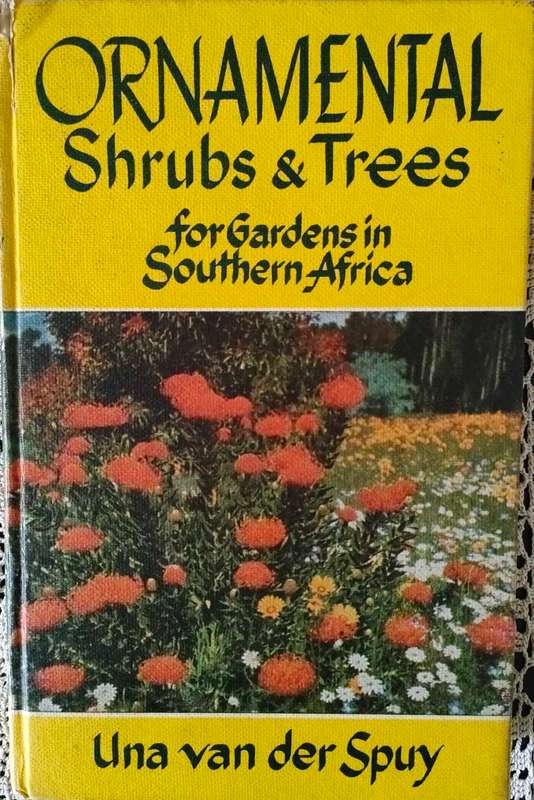 ORNAMENTAL
Shrubs & Trees
for Gardens in
Southern Africa
Una van der Spuy